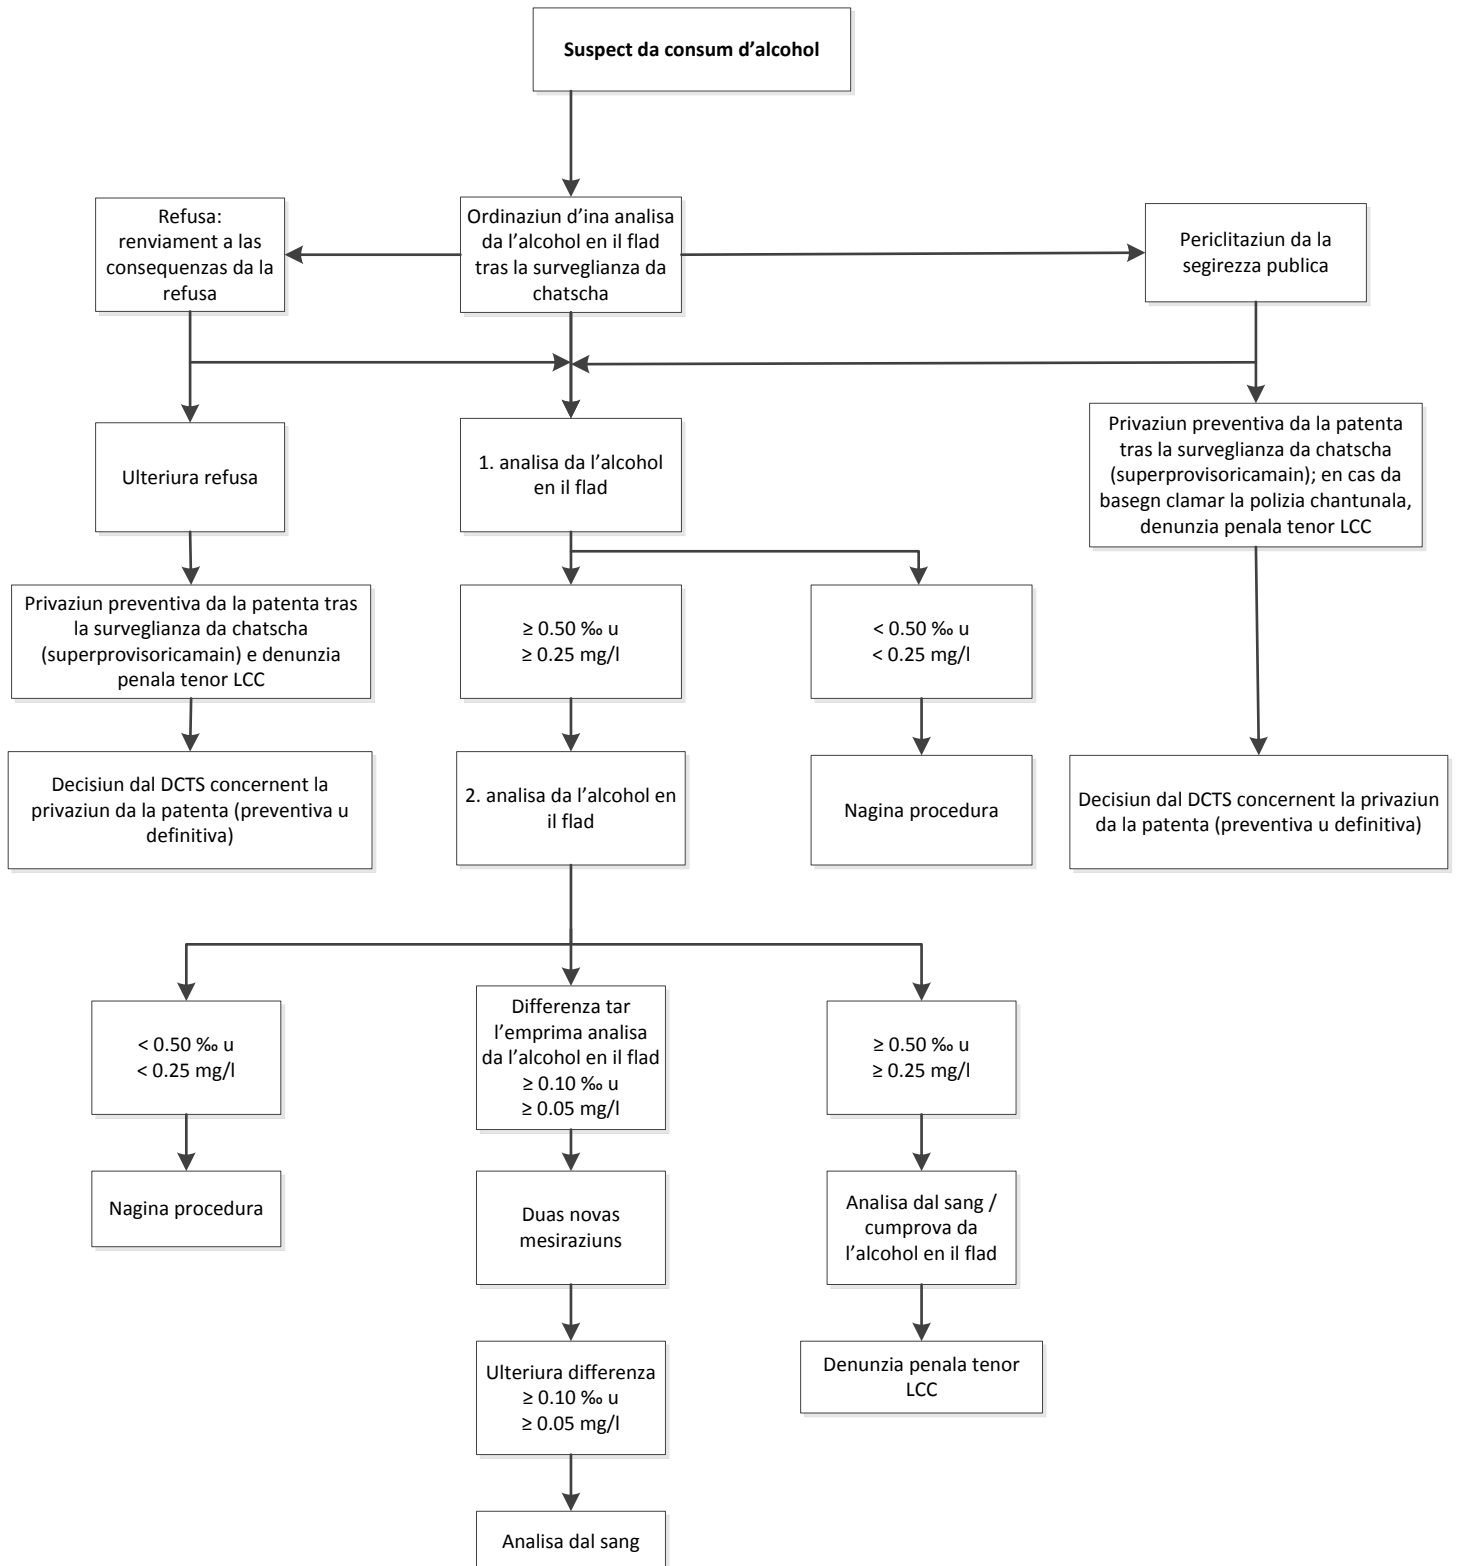 Suspect da consum d'alcohol
Refusa:
renviament a las
consequenzas da la
refusa
Ordinaziun d'ina analisa
da l'alcohol en il flad
tras la surveglianza da
chatscha
Periclitaziun da la
segirezza publica
Ulteriura refusa
1. analisa da l'alcohol
en il flad
Privaziun preventiva da la patenta
tras la surveglianza da chatscha
(superprovisoricamain); en cas da
basegn clamar la polizia chantunala,
denunzia penala tenor LCC
Privaziun preventiva da la patenta tras
la surveglianza da chatscha
(superprovisoricamain) e denunzia
penala tenor LCC
≥ 0.50 ‰ u
≥ 0.25 mg/l
< 0.50 ‰ u
< 0.25 mg/l
Decisiun dal DCTS concernent la
privaziun da la patenta (preventiva u
definitiva)
2. analisa da l'alcohol en
il flad
Nagina procedura
Decisiun dal DCTS concernent la privaziun
da la patenta (preventiva u definitiva)
< 0.50 ‰ u
< 0.25 mg/l
Differenza tar
l'emprima analisa
da l'alcohol en il flad
≥ 0.10 ‰ u
≥ 0.05 mg/l
≥ 0.50 ‰ u
≥ 0.25 mg/l
Nagina procedura
Duas novas
mesiraziuns
Analisa dal sang /
cumprova da
l'alcohol en il flad
Ulteriura differenza
≥ 0.10 ‰ u
≥ 0.05 mg/l
Denunzia penala tenor
LCC
Analisa dal sang